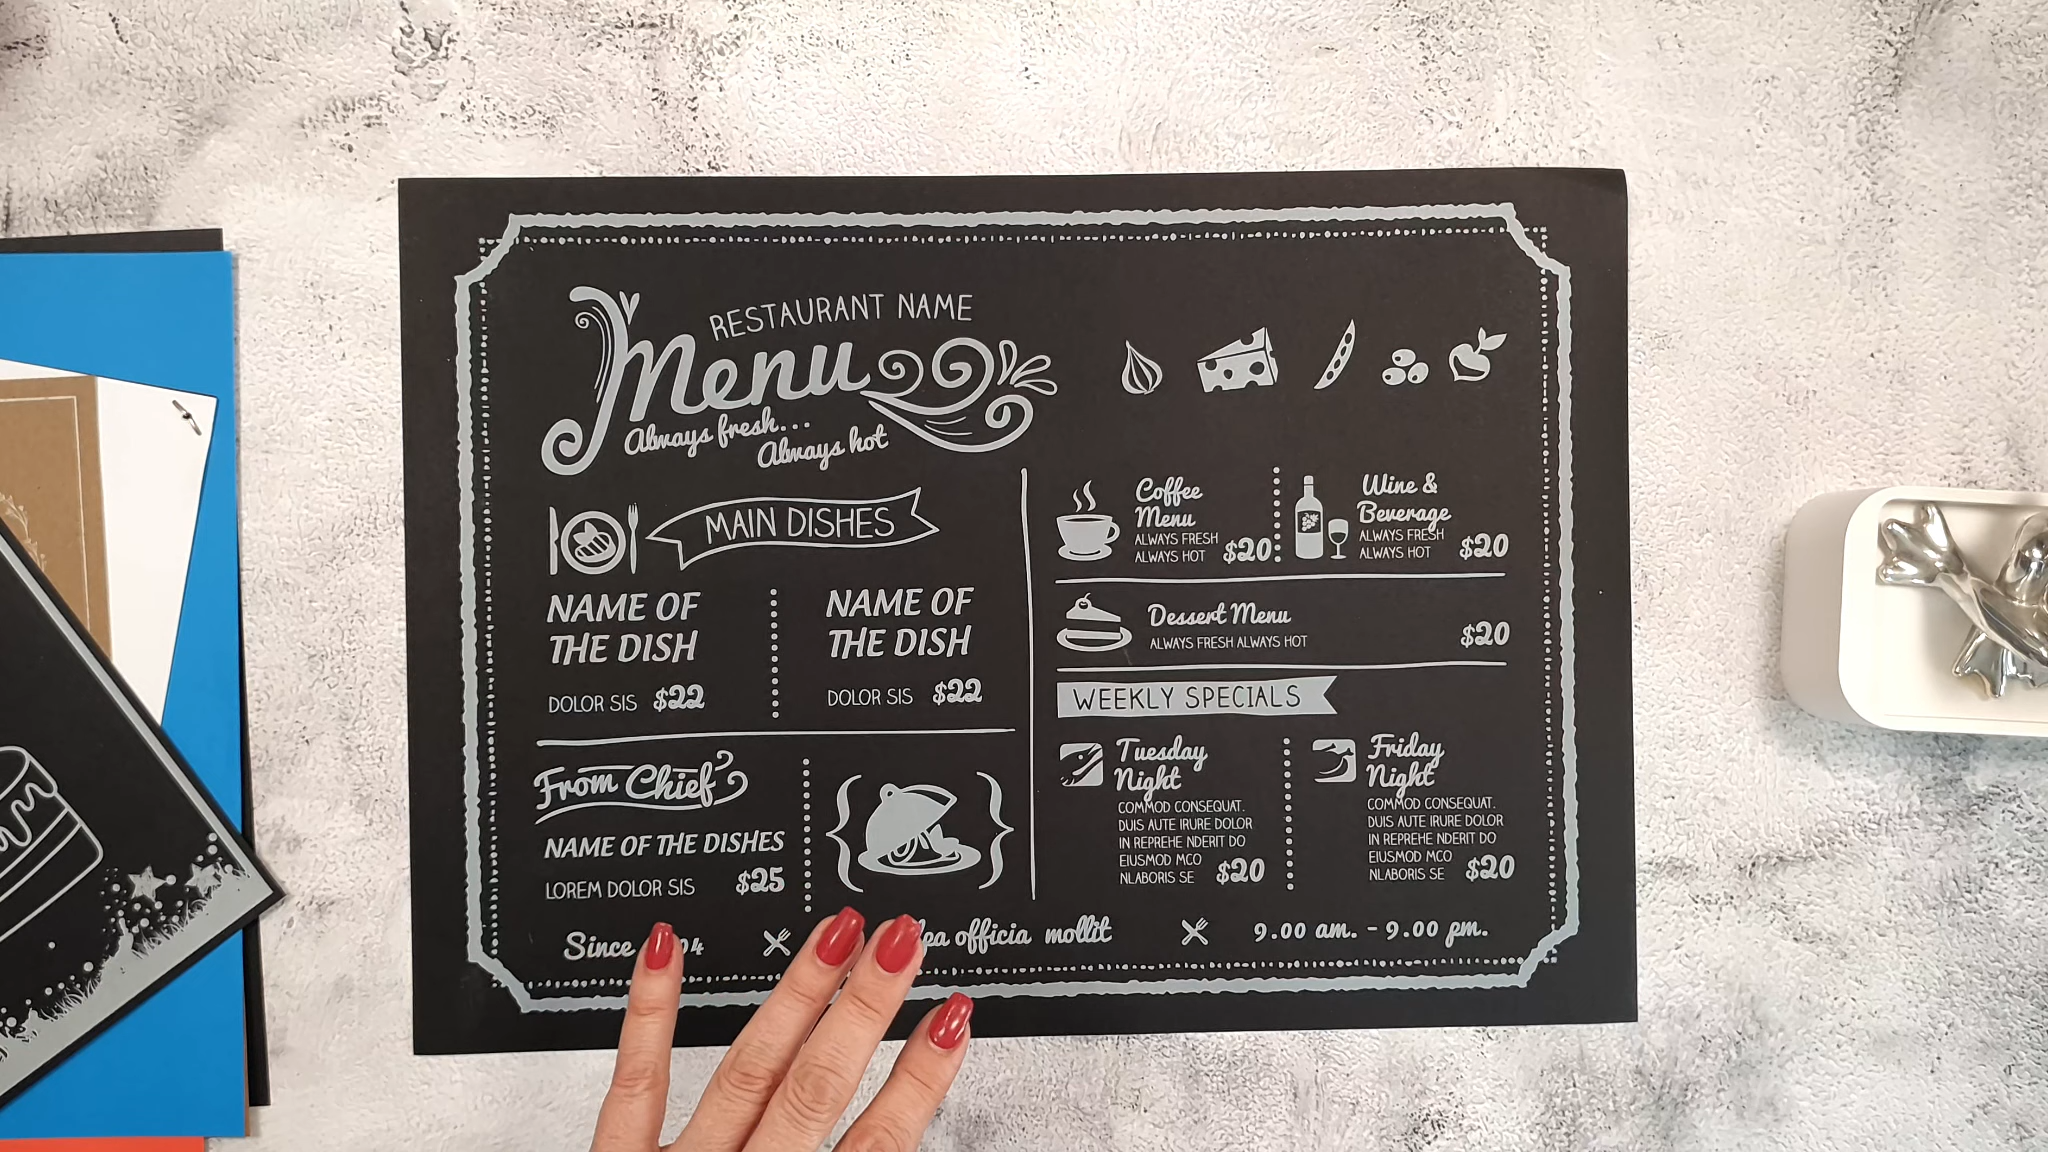 RESTAURANT NAME
Menu
Always fresh...
Always hot
MAIN DISHES
NAME OF
THE DISH
DOLOR SIS $22
NAME OF
THE DISH
DOLOR SIS $22
From Chief
NAME OF THE DISHES
LOREM DOLOR SIS $25
Coffee
Menu
ALWAYS FRESH
ALWAYS HOT $20
Wine &
Beverage
ALWAYS FRESH
ALWAYS HOT $20
Dessert Menu
ALWAYS FRESH ALWAYS HOT $20
WEEKLY SPECIALS
Tuesday
Night
COMMOD CONSEQUAT.
DUIS AUTE IRURE DOLOR
IN REPREHE NDERIT DO
EIUSMOD MCO
NLABORIS SE $20
Friday
Night
COMMOD CONSEQUAT.
DUIS AUTE IRURE DOLOR
IN REPREHE NDERIT DO
EIUSMOD MCO
NLABORIS SE $20
Since officia mollit 9.00 am. - 9.00 pm.